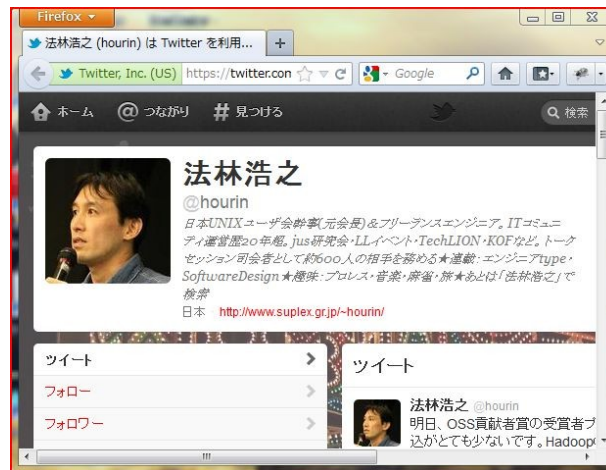 Firefox
法林浩之 (hourin) は Twitter を利用...
Twitter, Inc. (US) https://twitter.con Google
ホーム @ つながり # 見つける 検索
法林浩之
@hourin
日本UNIXユーザ会幹事(元会長)&フリーランスエンジニア。ITコミュニ
ティ運営歴20年超。jus研究会・LLイベント・TechLION・KOFなど。トーク
セッション司会者として約600人の相手を務める★連載:エンジニアtype・
SoftwareDesign★趣味:プロレス・音楽・麻雀・旅★あとは「法林浩之」で
検索
日本 http://www.suplex.gr.jp/~hourin/
ツイート
フォロー
フォロワー
ツイート
法林浩之 @hourin
明日、OSS貢献者賞の受賞者プ
込がとても少ないです。Hadoop